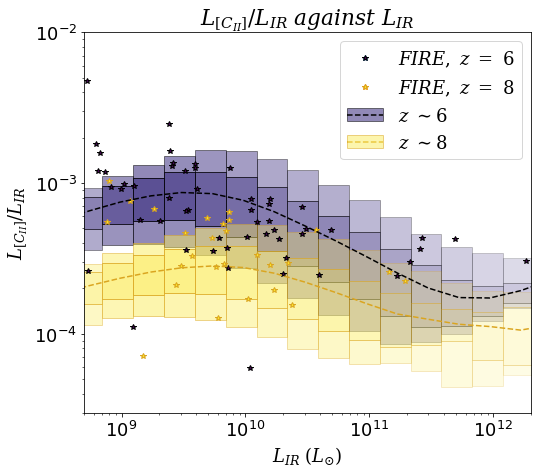 L[CII]/LIR against LIR
10⁻²
10⁻³
10⁻⁴
L[CII]/LIR
FIRE, z = 6
FIRE, z = 8
z ~6
z ~8
10⁹ 10¹⁰ 10¹¹ 10¹²
LIR (L⊙)